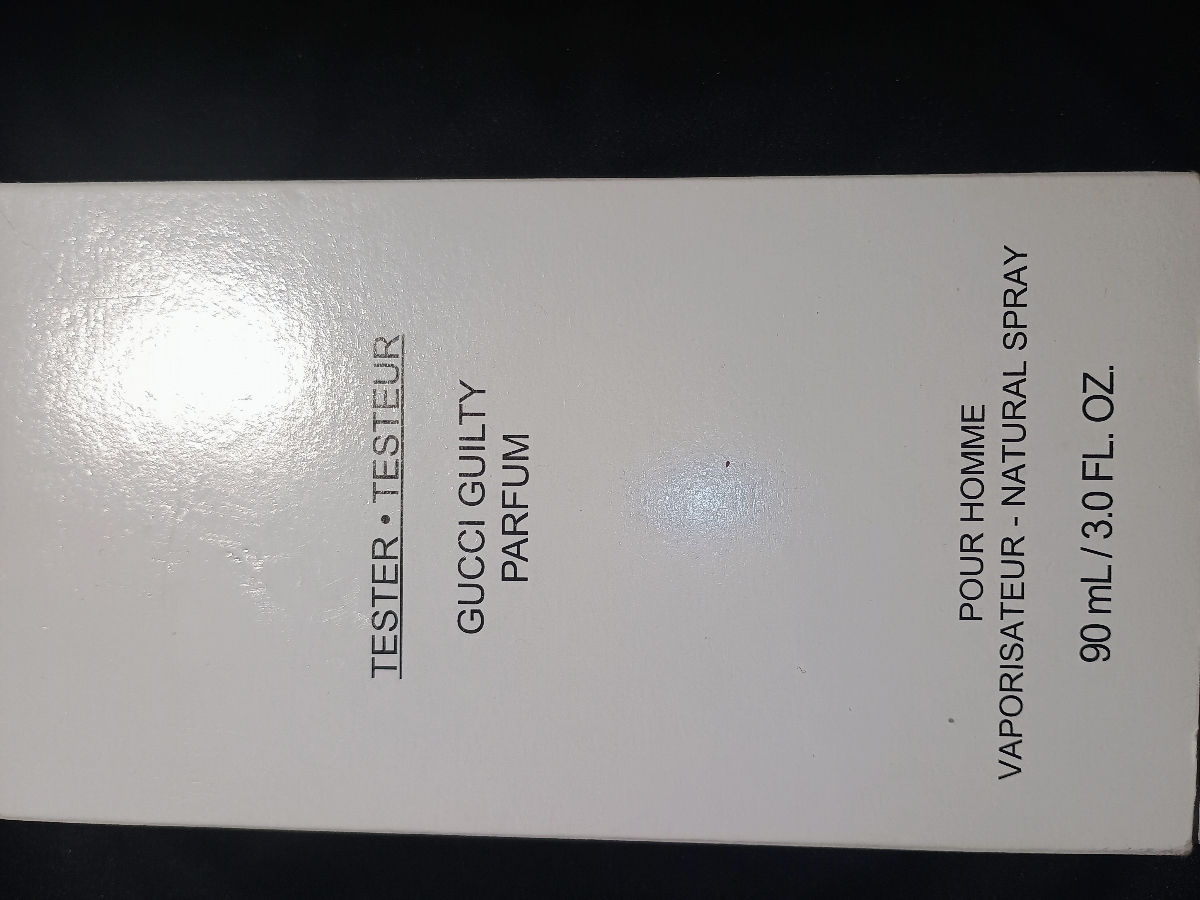 TESTER • TESTEUR
GUCCI GUILTY
PARFUM
POUR HOMME
VAPORISATEUR - NATURAL SPRAY
90 mL / 3.0 FL. OZ.